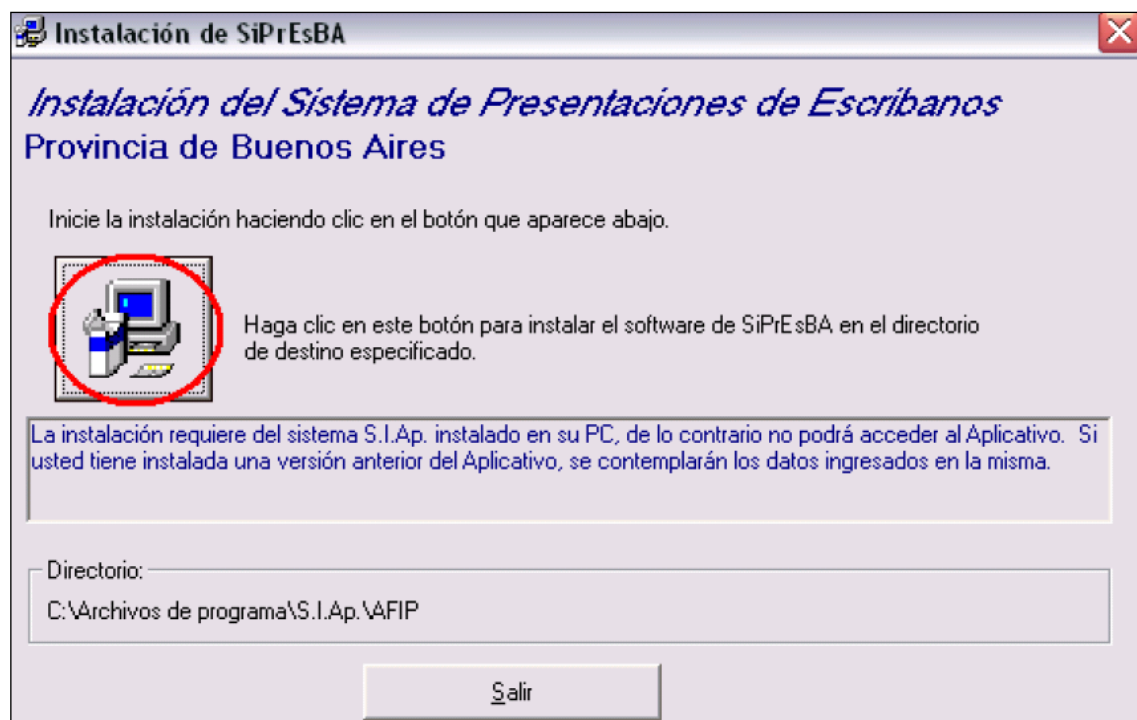 Instalación de SiPrEsBA
Instalación del Sistema de Presentaciones de Escribanos
Provincia de Buenos Aires
Inicie la instalación haciendo clic en el botón que aparece abajo.
Haga clic en este botón para instalar el software de SiPrEsBA en el directorio
de destino especificado.
La instalación requiere del sistema S.I.Ap. instalado en su PC, de lo contrario no podrá acceder al Aplicativo. Si
usted tiene instalada una versión anterior del Aplicativo, se contemplarán los datos ingresados en la misma.
Directorio:
C:\Archivos de programa\S.I.Ap.\AFIP
Salir